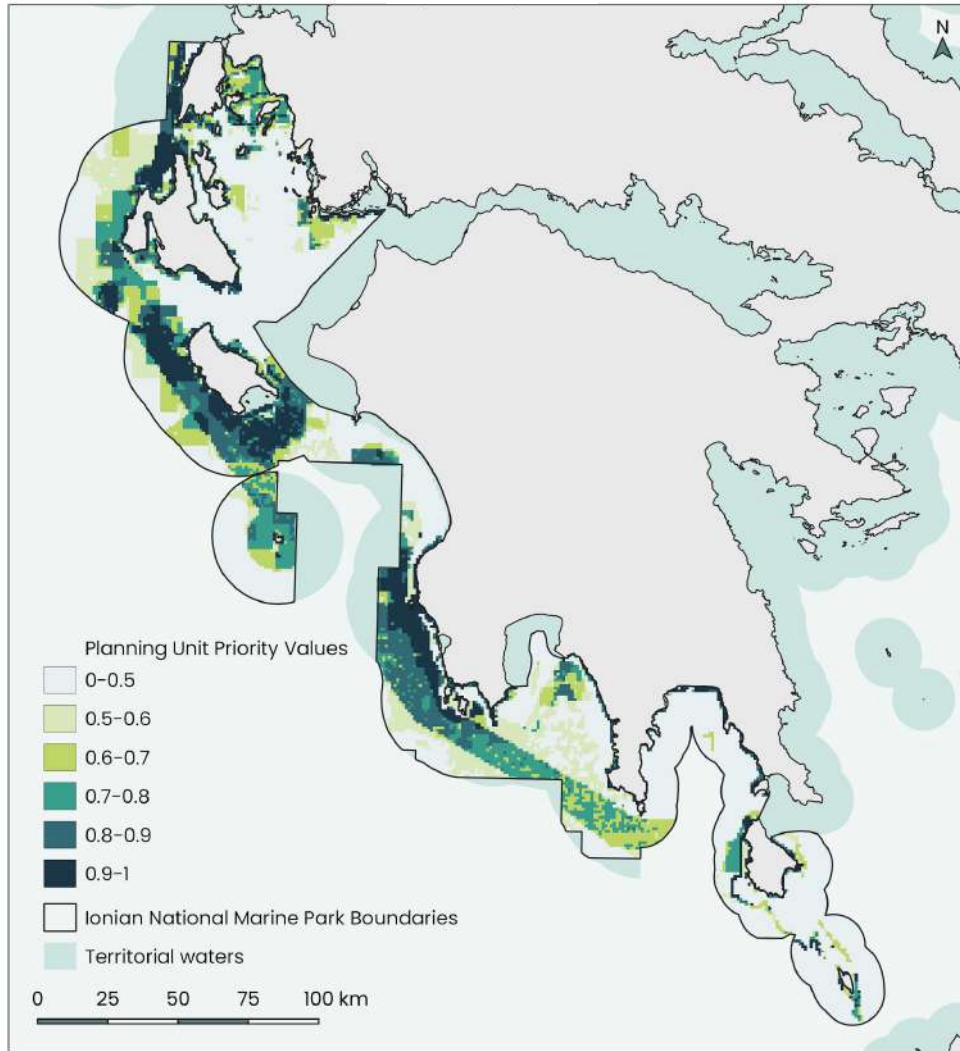 N
Planning Unit Priority Values
0-0.5
0.5-0.6
0.6-0.7
0.7-0.8
0.8-0.9
0.9-1
Ionian National Marine Park Boundaries
Territorial waters
0 25 50 75 100 km